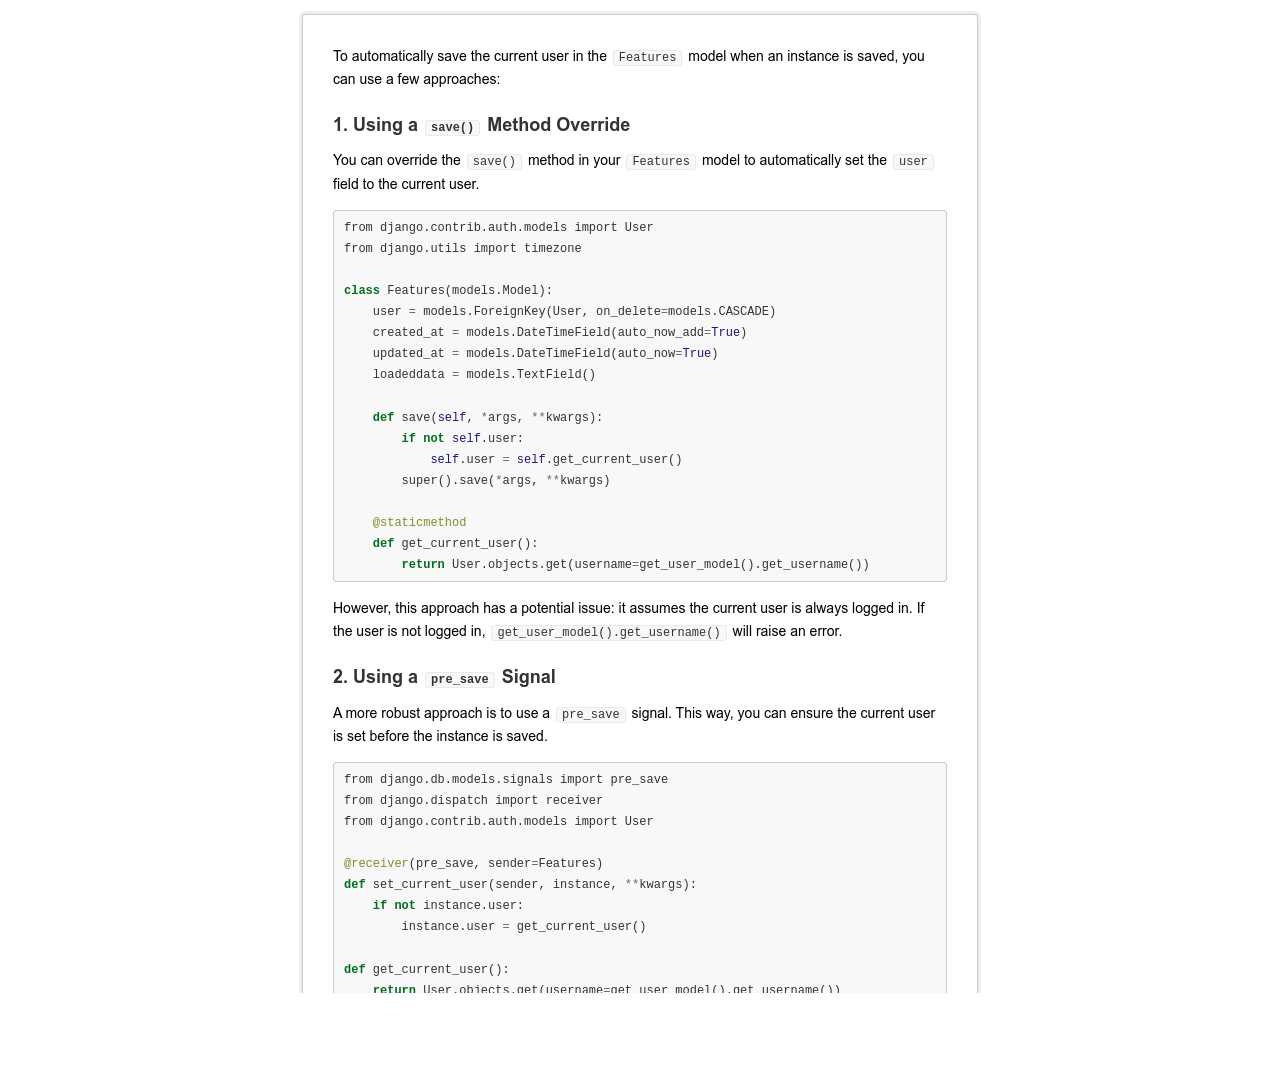 To automatically save the current user in the Features model when an instance is saved, you
can use a few approaches:
1. Using a save() Method Override
You can override the save() method in your Features model to automatically set the user
field to the current user.
from django.contrib.auth.models import User
from django.utils import timezone
class Features(models.Model):
    user = models.ForeignKey(User, on_delete=models.CASCADE)
    created_at = models.DateTimeField(auto_now_add=True)
    updated_at = models.DateTimeField(auto_now=True)
    loadeddata = models.TextField()
    def save(self, *args, **kwargs):
        if not self.user:
            self.user = self.get_current_user()
        super().save(*args, **kwargs)
    @staticmethod
    def get_current_user():
        return User.objects.get(username=get_user_model().get_username())
However, this approach has a potential issue: it assumes the current user is always logged in. If
the user is not logged in, get_user_model().get_username() will raise an error.
2. Using a pre_save Signal
A more robust approach is to use a pre_save signal. This way, you can ensure the current user
is set before the instance is saved.
from django.db.models.signals import pre_save
from django.dispatch import receiver
from django.contrib.auth.models import User
@receiver(pre_save, sender=Features)
def set_current_user(sender, instance, **kwargs):
    if not instance.user:
        instance.user = get_current_user()
def get_current_user():
    return User.objects.get(username=get_user_model().get_username())